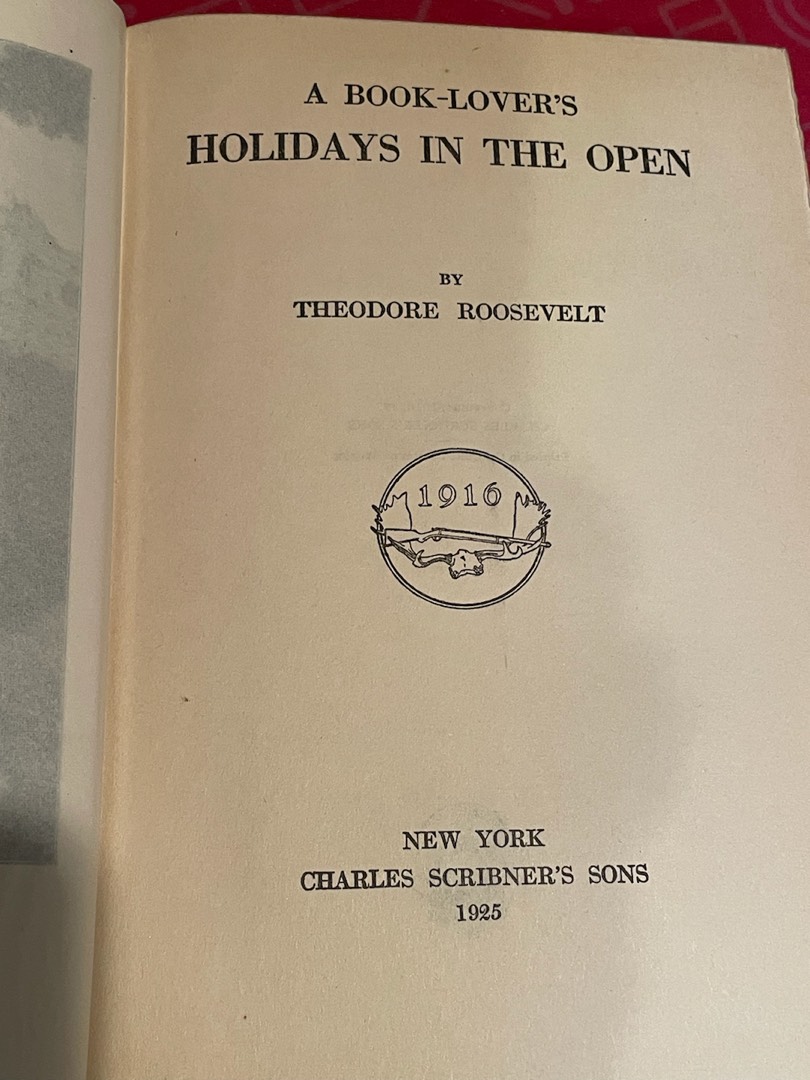 A BOOK-LOVER'S
HOLIDAYS IN THE OPEN
BY
THEODORE ROOSEVELT
1916
NEW YORK
CHARLES SCRIBNER'S SONS
1925